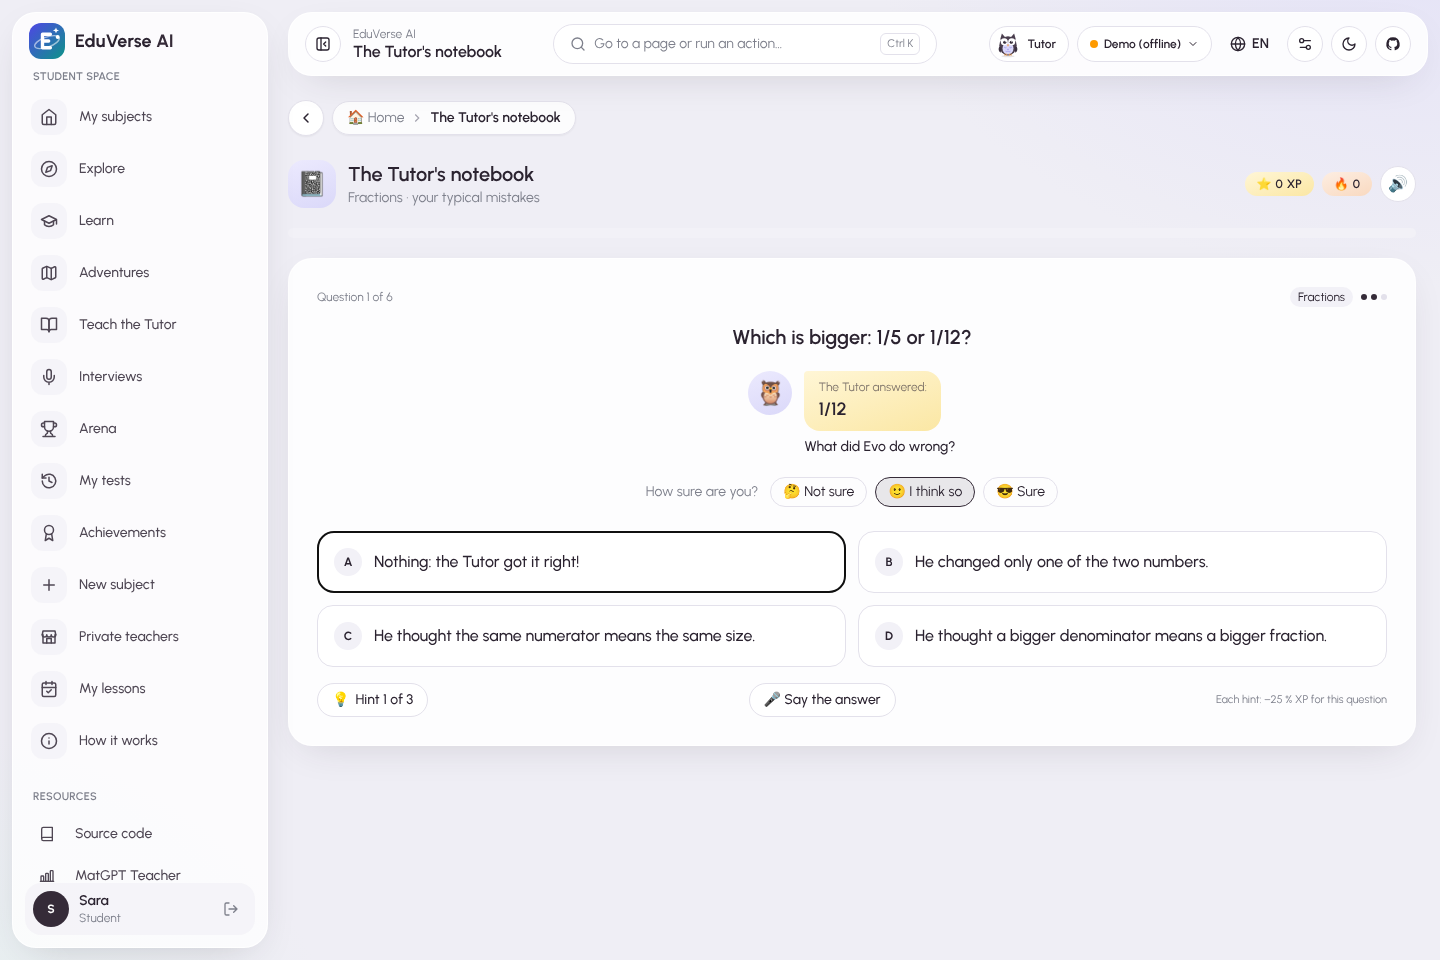 EduVerse AI
STUDENT SPACE
My subjects
Explore
Learn
Adventures
Teach the Tutor
Interviews
Arena
My tests
Achievements
New subject
Private teachers
My lessons
How it works
RESOURCES
Source code
MatGPT Teacher
S
Sara
Student
EduVerse AI
The Tutor's notebook
Go to a page or run an action...
Ctrl K
Tutor
Demo (offline)
EN
Home
The Tutor's notebook
The Tutor's notebook
Fractions · your typical mistakes
0 XP
0
Question 1 of 6
Fractions
Which is bigger: 1/5 or 1/12?
The Tutor answered:
1/12
What did Evo do wrong?
How sure are you?
Not sure
I think so
Sure
A Nothing: the Tutor got it right!
B He changed only one of the two numbers.
C He thought the same numerator means the same size.
D He thought a bigger denominator means a bigger fraction.
Hint 1 of 3
Say the answer
Each hint: −25 % XP for this question